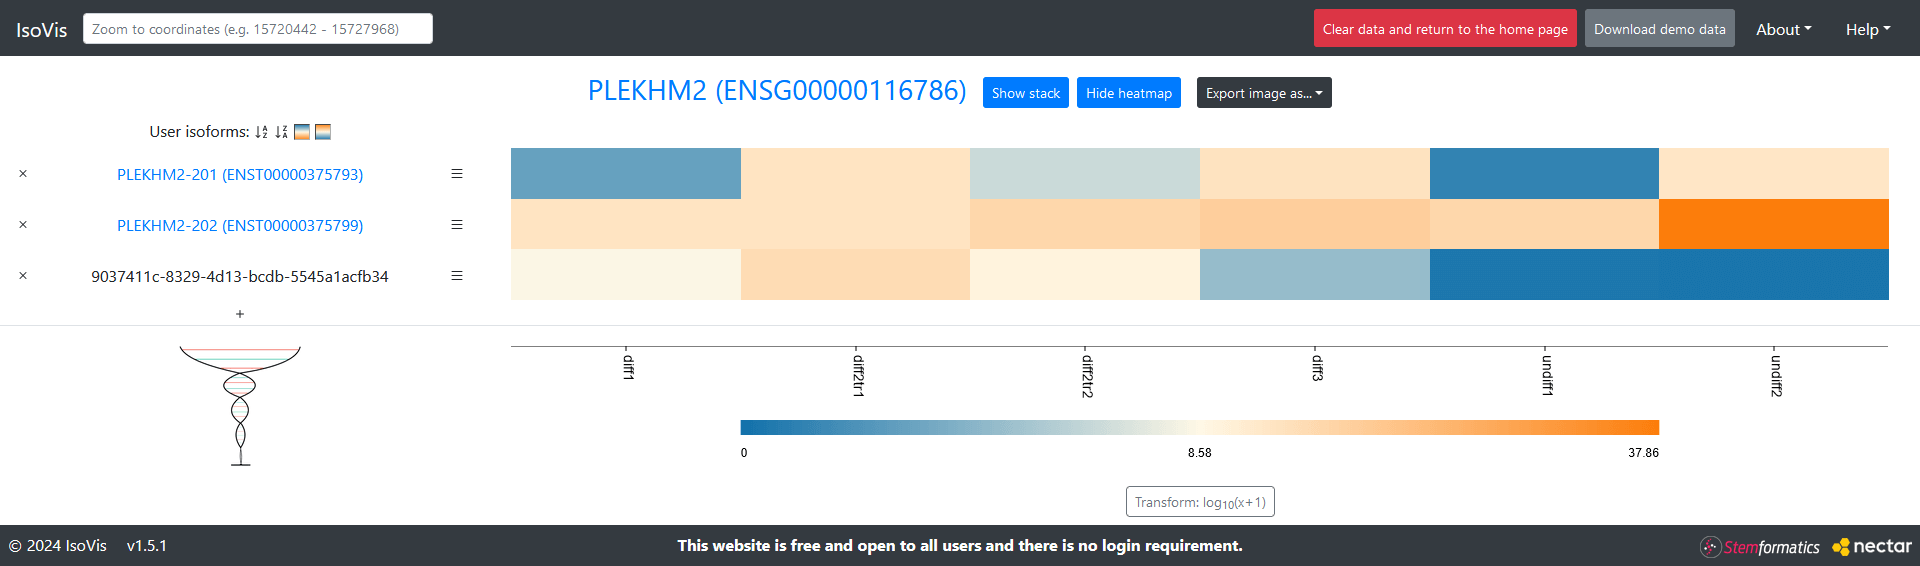 IsoVis
Zoom to coordinates (e.g. 15720442 - 15727968)
Clear data and return to the home page
Download demo data
About
Help
PLEKHM2 (ENSG00000116786)
Show stack
Hide heatmap
Export image as...
User isoforms:
PLEKHM2-201 (ENST00000375793)
PLEKHM2-202 (ENST00000375799)
9037411c-8329-4d13-bcdb-5545a1acfb34
diff1
diff2tr1
diff2tr2
diff3
undiff1
undiff2
0
8.58
37.86
Transform: log₁₀(x+1)
© 2024 IsoVis
v1.5.1
This website is free and open to all users and there is no login requirement.
Stemformatics
nectar